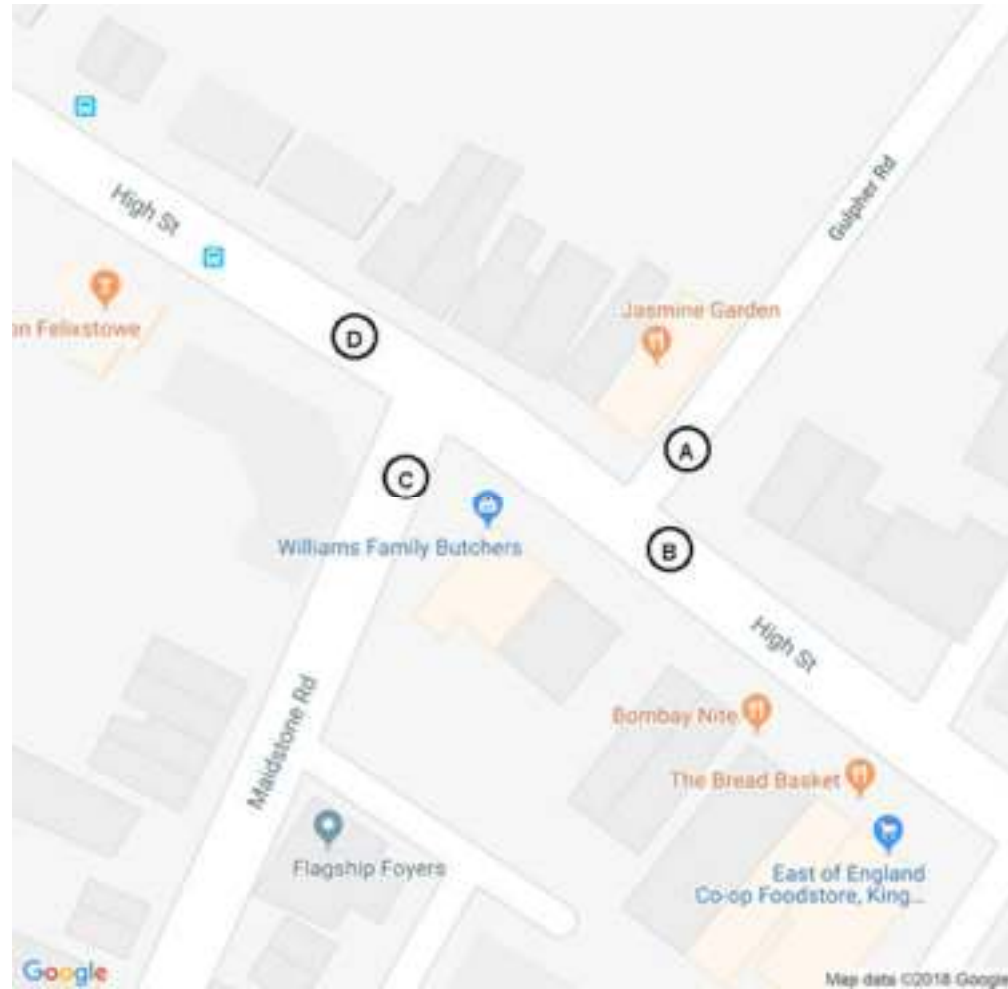 High St
Gulpher Rd
on Felixstowe
Jasmine Garden
D
A
C
Williams Family Butchers
B
High St
Maidstone Rd
Bombay Nite
The Bread Basket
Flagship Foyers
East of England
Co-op Foodstore, King...
Google
Map data ©2018 Google